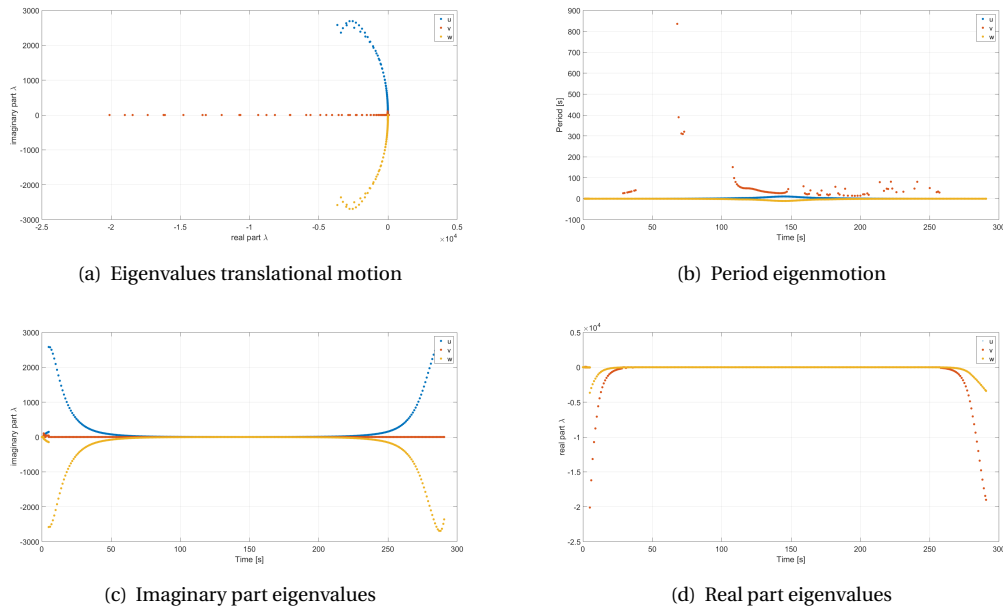 3000
2000
1000
0
-1000
-2000
-3000
imaginary part λ
-2.5
-2
-1.5
-1
-0.5
0
0.5
×10⁴
real part λ
u
v
w
(a) Eigenvalues translational motion
900
800
700
600
500
400
300
200
100
0
-100
Period [s]
0
50
100
150
200
250
300
Time [s]
u
v
w
(b) Period eigenmotion
3000
2000
1000
0
-1000
-2000
-3000
imaginary part λ
0
50
100
150
200
250
300
Time [s]
u
v
w
(c) Imaginary part eigenvalues
×10⁴
0.5
0
-0.5
-1
-1.5
-2
-2.5
real part λ
0
50
100
150
200
250
300
Time [s]
u
v
w
(d) Real part eigenvalues